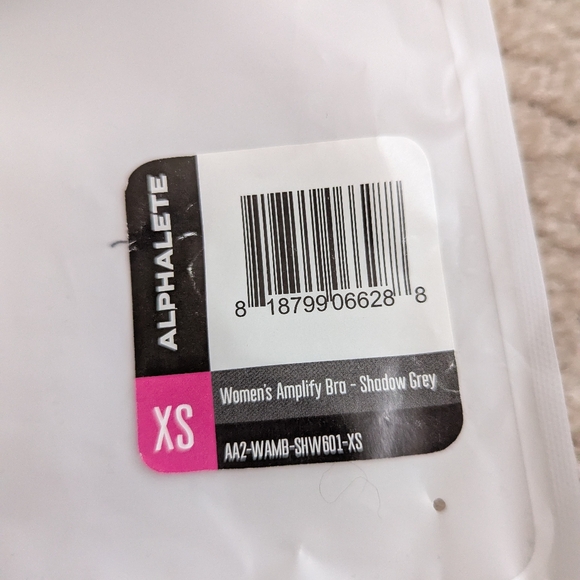 ALPHALETE
8 18799 06628 8
XS
Women's Amplify Bra - Shadow Grey
AA2-WAMB-SHW601-XS